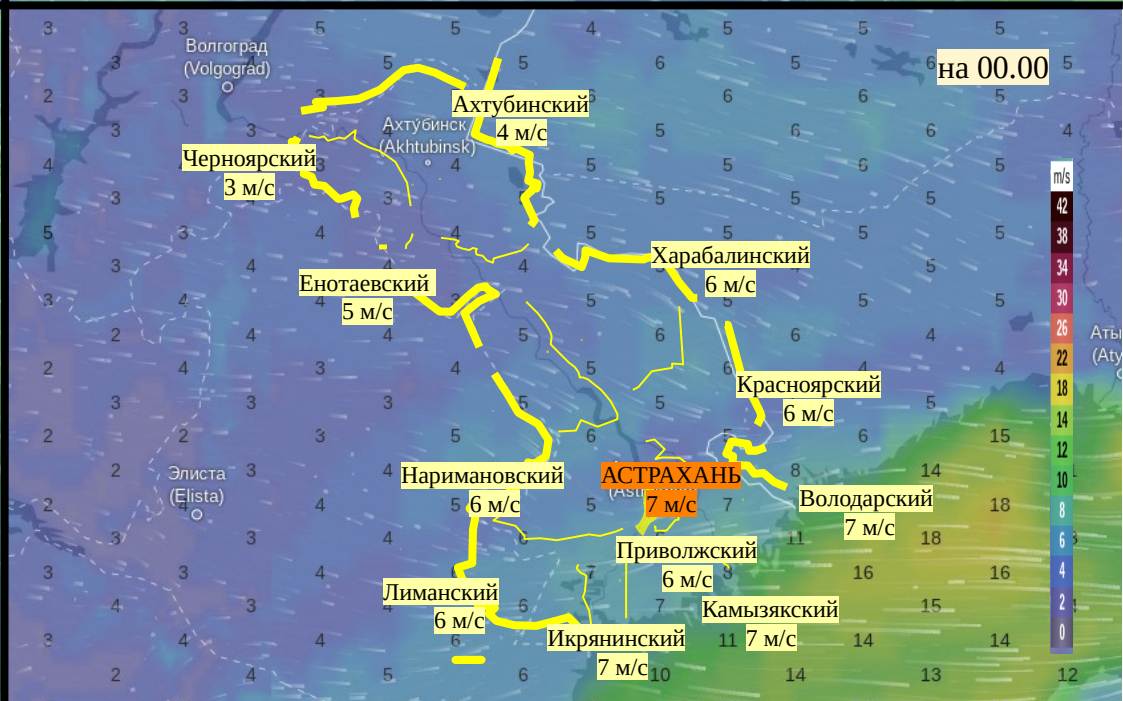 на 00.00
Волгоград
(Volgograd)
Ахтубинский
4 м/с
Ахту́бинск
(Akhtubinsk)
Черноярский
3 м/с
m/s
42
38
34
30
26
22
18
14
12
10
8
6
4
2
0
Харабалинский
6 м/с
Енотаевский
5 м/с
Красноярский
6 м/с
Элиста
(Elista)
Наримановский
6 м/с
АСТРАХАНЬ
7 м/с
Володарский
7 м/с
Приволжский
6 м/с
Лиманский
6 м/с
Камызякский
7 м/с
Икрянинский
7 м/с